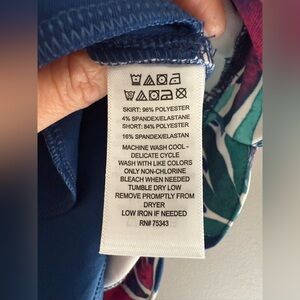 SKIRT: 96% POLYESTER
4% SPANDEX/ELASTANE
SHORT: 84% POLYESTER
16% SPANDEX/ELASTAN
MACHINE WASH COOL-
DELICATE CYCLE
WASH WITH LIKE COLORS
ONLY NON-CHLORINE
BLEACH WHEN NEEDED
TUMBLE DRY LOW
REMOVE PROMPTLY FROM
DRYER
LOW IRON IF NEEDED
RN# 75343